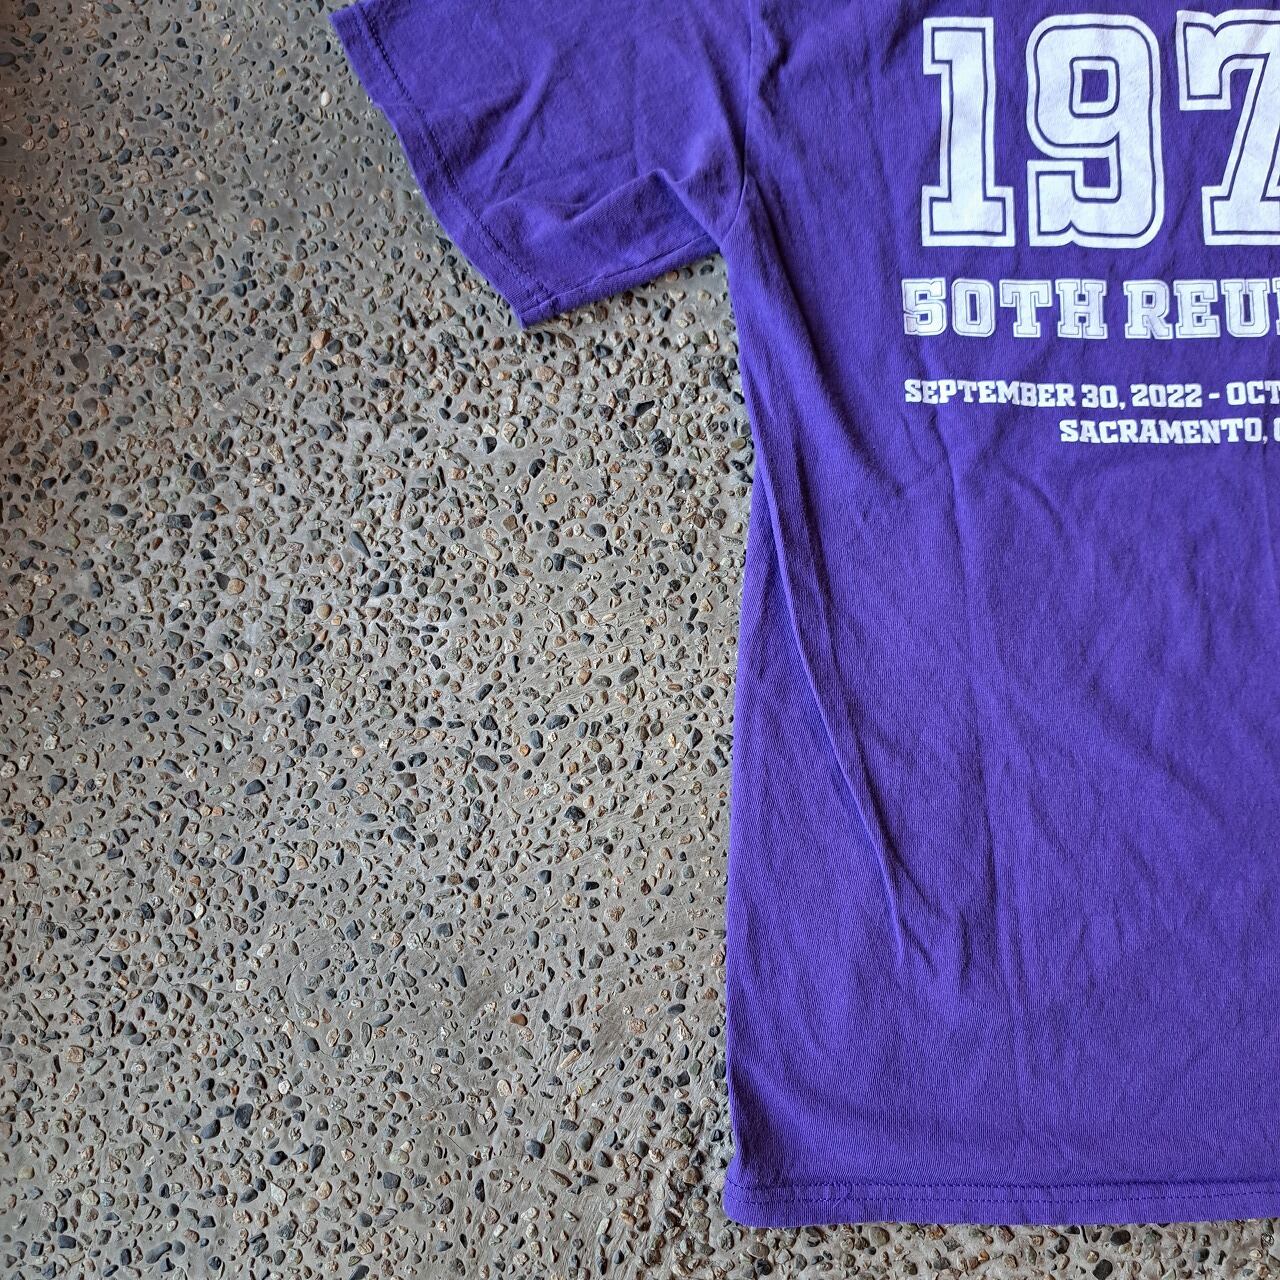 197
50TH REU
SEPTEMBER 30, 2022 - OCT
SACRAMENTO,